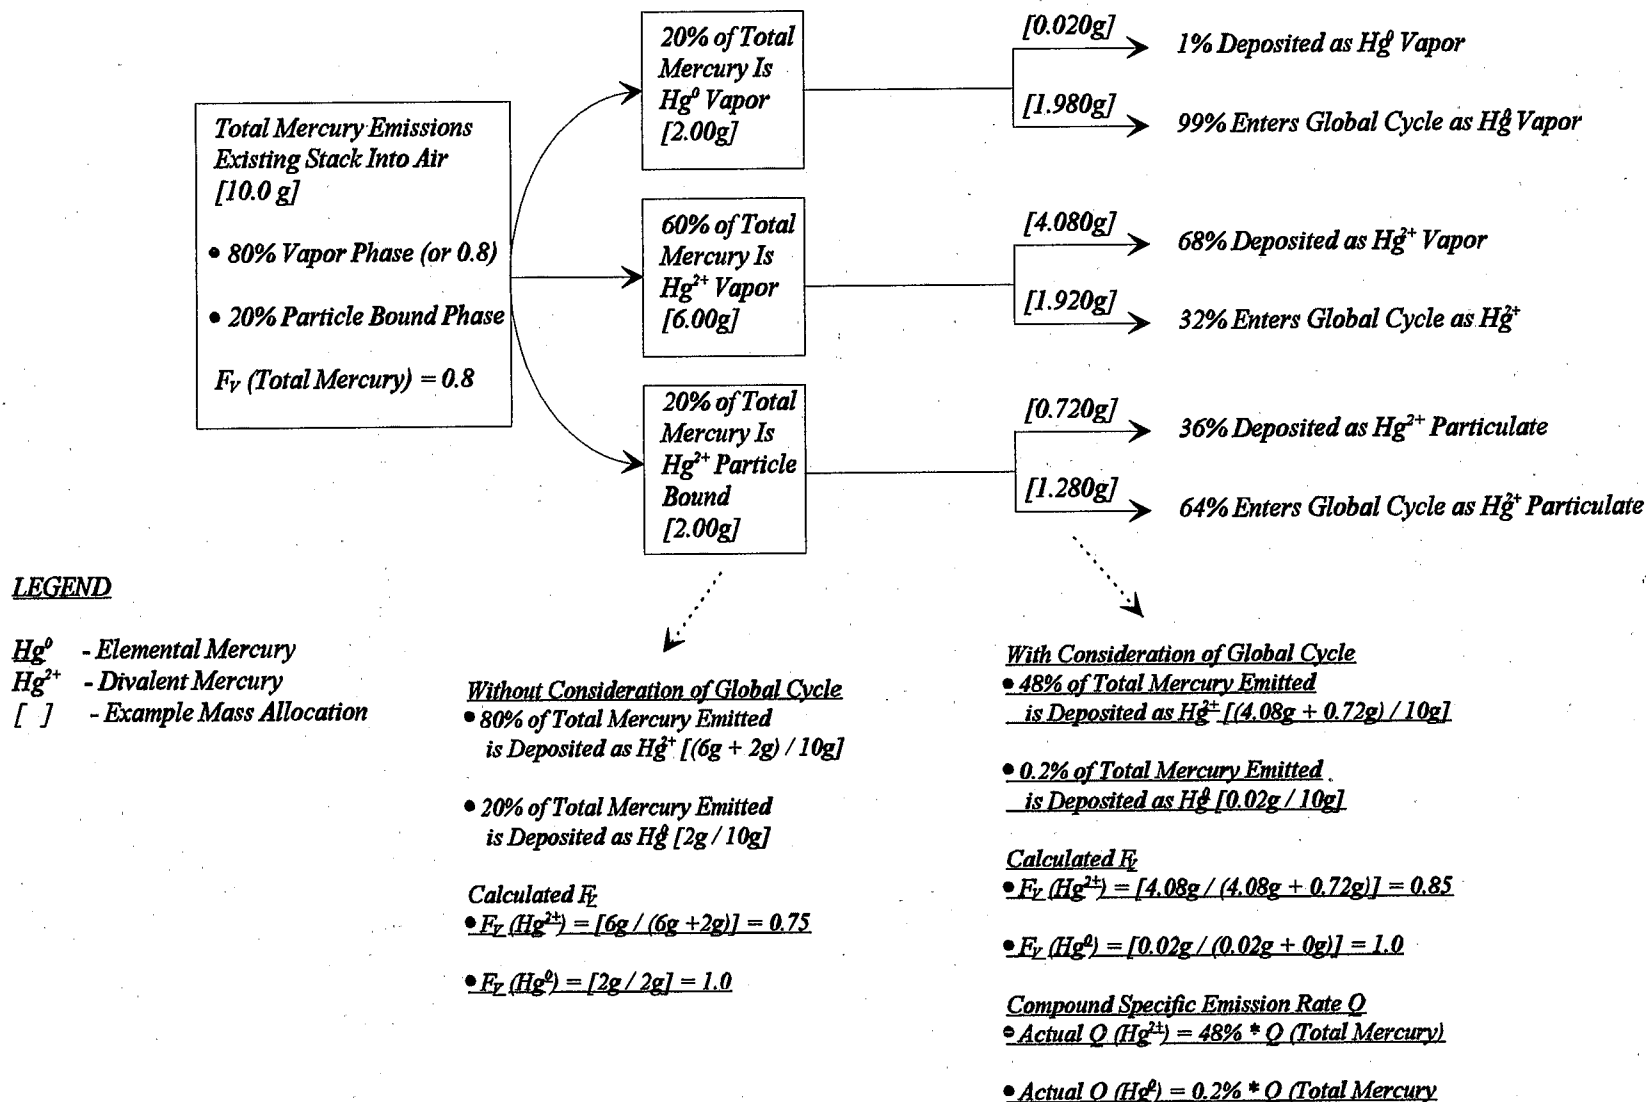 Total Mercury Emissions
Existing Stack Into Air
[10.0 g]
• 80% Vapor Phase (or 0.8)
• 20% Particle Bound Phase
F_V (Total Mercury) = 0.8
20% of Total
Mercury Is
Hg⁰ Vapor
[2.00g]
[0.020g]
1% Deposited as Hg⁰ Vapor
[1.980g]
99% Enters Global Cycle as Hg⁰ Vapor
60% of Total
Mercury Is
Hg²⁺ Vapor
[6.00g]
[4.080g]
68% Deposited as Hg²⁺ Vapor
[1.920g]
32% Enters Global Cycle as Hg²⁺
20% of Total
Mercury Is
Hg²⁺ Particle
Bound
[2.00g]
[0.720g]
36% Deposited as Hg²⁺ Particulate
[1.280g]
64% Enters Global Cycle as Hg²⁺ Particulate
LEGEND
Hg⁰ - Elemental Mercury
Hg²⁺ - Divalent Mercury
[ ] - Example Mass Allocation
Without Consideration of Global Cycle
• 80% of Total Mercury Emitted
is Deposited as Hg²⁺ [(6g + 2g) / 10g]
• 20% of Total Mercury Emitted
is Deposited as Hg⁰ [2g / 10g]
Calculated F_V
• F_V (Hg²⁺) = [6g / (6g +2g)] = 0.75
• F_V (Hg⁰) = [2g / 2g] = 1.0
With Consideration of Global Cycle
• 48% of Total Mercury Emitted
is Deposited as Hg²⁺ [(4.08g + 0.72g) / 10g]
• 0.2% of Total Mercury Emitted
is Deposited as Hg⁰ [0.02g / 10g]
Calculated F_V
• F_V (Hg²⁺) = [4.08g / (4.08g + 0.72g)] = 0.85
• F_V (Hg⁰) = [0.02g / (0.02g + 0g)] = 1.0
Compound Specific Emission Rate Q
• Actual Q (Hg²⁺) = 48% * Q (Total Mercury)
• Actual Q (Hg⁰) = 0.2% * Q (Total Mercury